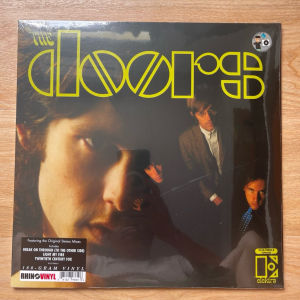 THE
doors
Featuring the Original Stereo Mixes
BREAK ON THROUGH (TO THE OTHER SIDE)
LIGHT MY FIRE
TWENTIETH CENTURY FOX
180-GRAM VINYL
RHINO VINYL
elektra